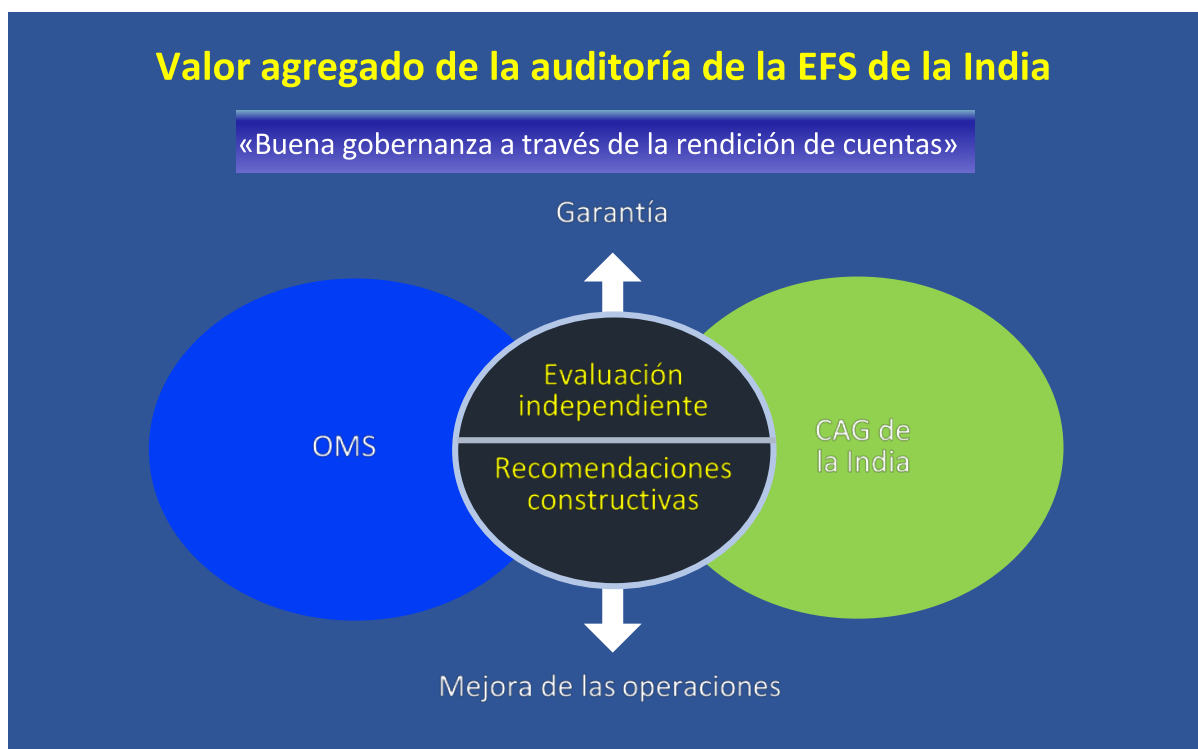 Valor agregado de la auditoría de la EFS de la India
«Buena gobernanza a través de la rendición de cuentas»
Garantía
OMS
Evaluación
independiente
Recomendaciones
constructivas
CAG de
la India
Mejora de las operaciones